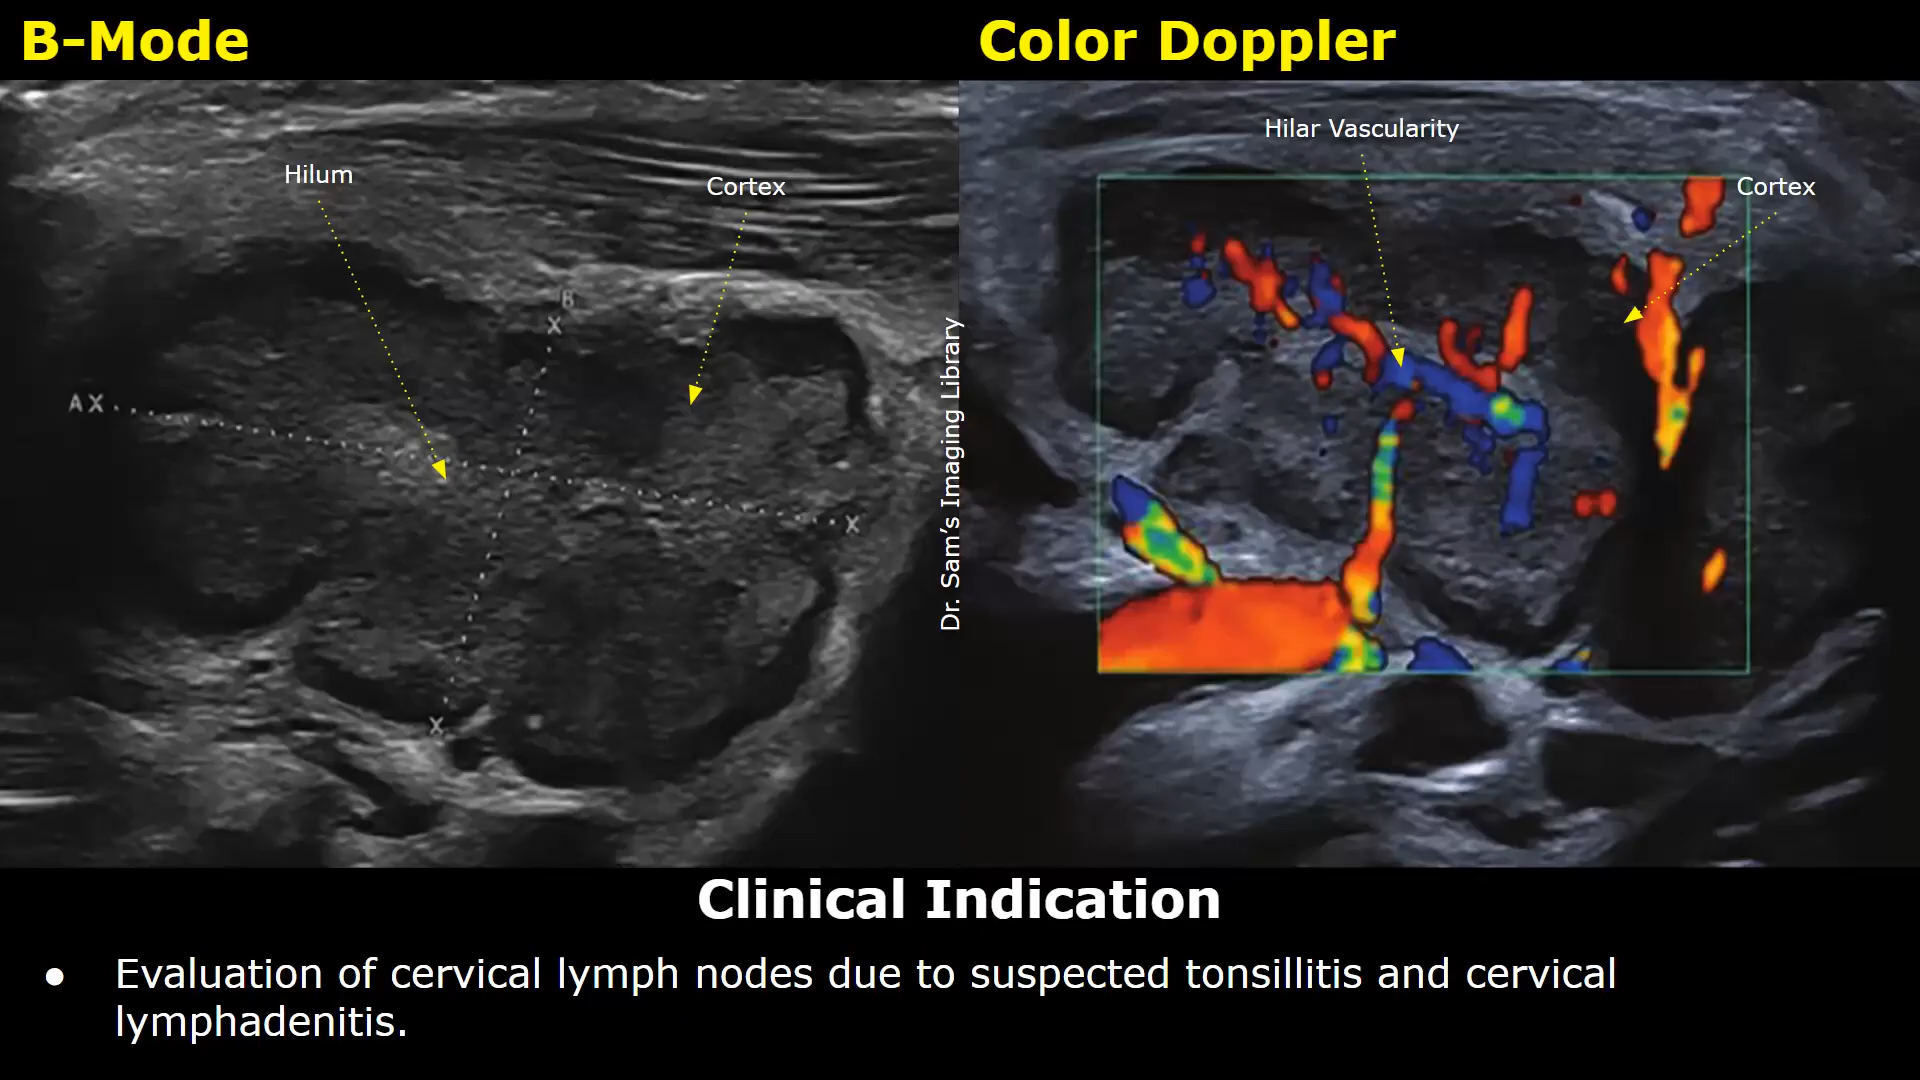 B-Mode
Color Doppler
Hilum
Cortex
B
X
A X
X
X
Hilar Vascularity
Cortex
Dr. Sam's Imaging Library
Clinical Indication
● Evaluation of cervical lymph nodes due to suspected tonsillitis and cervical
lymphadenitis.